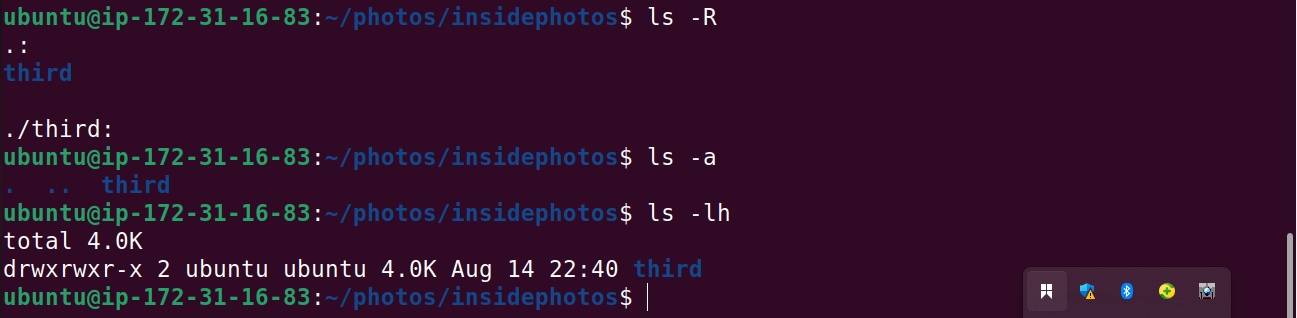 ubuntu@ip-172-31-16-83:~/photos/insidephotos$ ls -R
.:
third
./third:
ubuntu@ip-172-31-16-83:~/photos/insidephotos$ ls -a
.  ..  third
ubuntu@ip-172-31-16-83:~/photos/insidephotos$ ls -lh
total 4.0K
drwxrwxr-x 2 ubuntu ubuntu 4.0K Aug 14 22:40 third
ubuntu@ip-172-31-16-83:~/photos/insidephotos$